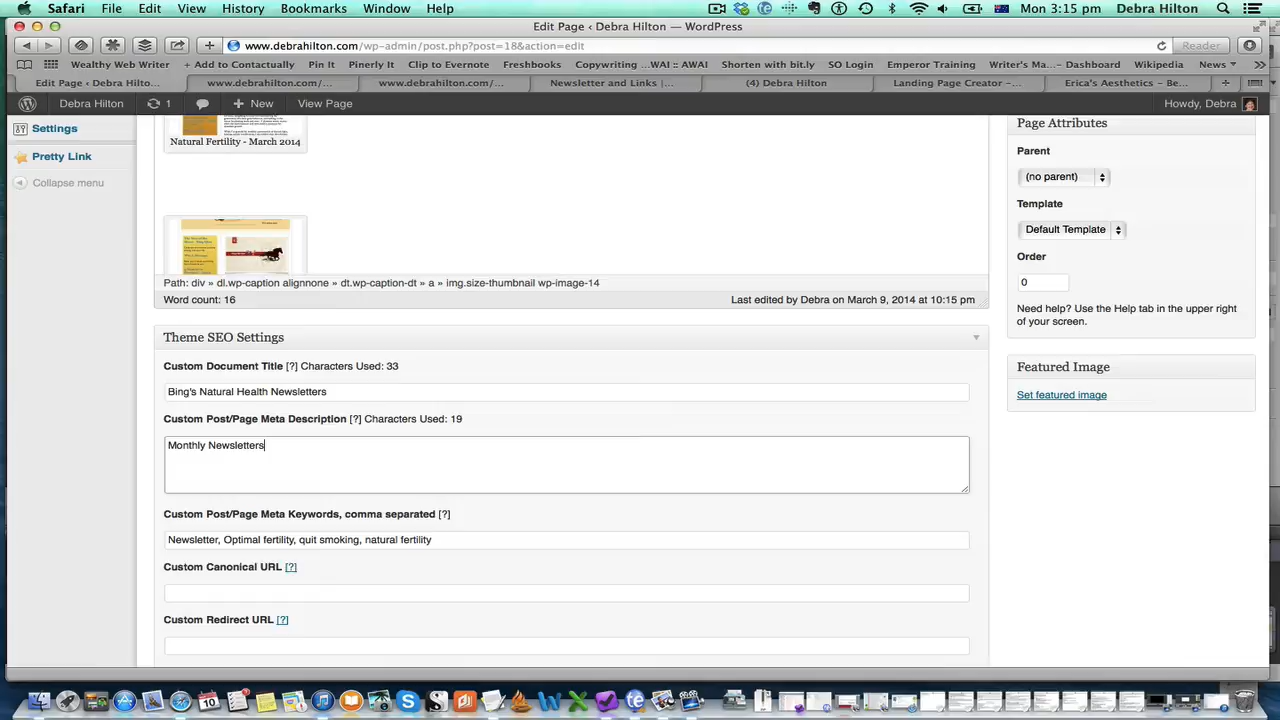 Safari File Edit View History Bookmarks Window Help
Mon 3:15 pm Debra Hilton
Edit Page ‹ Debra Hilton — WordPress
www.debrahilton.com/wp-admin/post.php?post=18&action=edit
Reader
Wealthy Web Writer + Add to Contactually Pin It Pinerly It Clip to Evernote Freshbooks Copywriting ...WAI :: AWAI Shorten with bit.ly SO Login Emperor Training Writer's Ma... – Dashboard Wikipedia News
Edit Page ‹ Debra Hilto... www.debrahilton.com/... www.debrahilton.com/... Newsletter and Links |... (4) Debra Hilton Landing Page Creator –... Erica's Aesthetics – Be...
Debra Hilton 1 + New View Page Howdy, Debra
Settings
Pretty Link
Collapse menu
Natural Fertility - March 2014
Path: div » dl.wp-caption alignnone » dt.wp-caption-dt » a » img.size-thumbnail wp-image-14
Word count: 16
Last edited by Debra on March 9, 2014 at 10:15 pm
Theme SEO Settings
Custom Document Title [?] Characters Used: 33
Bing's Natural Health Newsletters
Custom Post/Page Meta Description [?] Characters Used: 19
Monthly Newsletters
Custom Post/Page Meta Keywords, comma separated [?]
Newsletter, Optimal fertility, quit smoking, natural fertility
Custom Canonical URL [?]
Custom Redirect URL [?]
Page Attributes
Parent
(no parent)
Template
Default Template
Order
0
Need help? Use the Help tab in the upper right
of your screen.
Featured Image
Set featured image